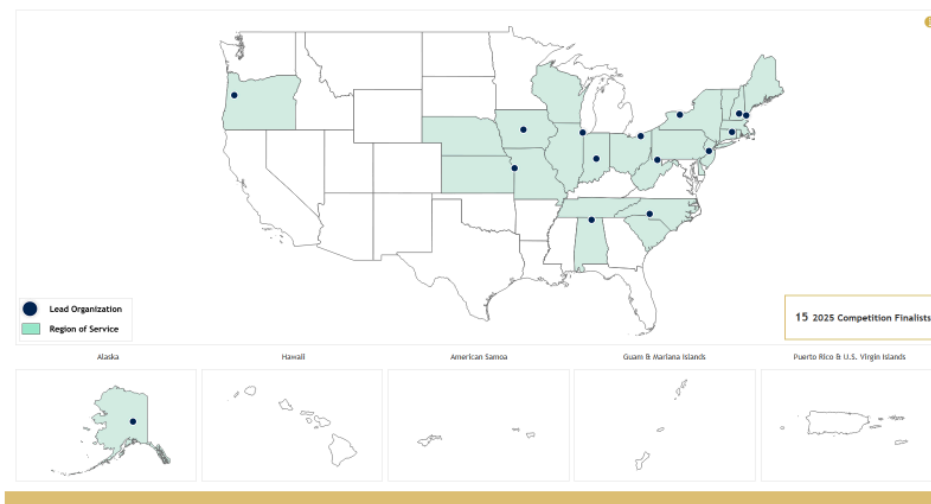 Lead Organization
Region of Service
15 2025 Competition Finalists
Alaska
Hawaii
American Samoa
Guam & Mariana Islands
Puerto Rico & U.S. Virgin Islands